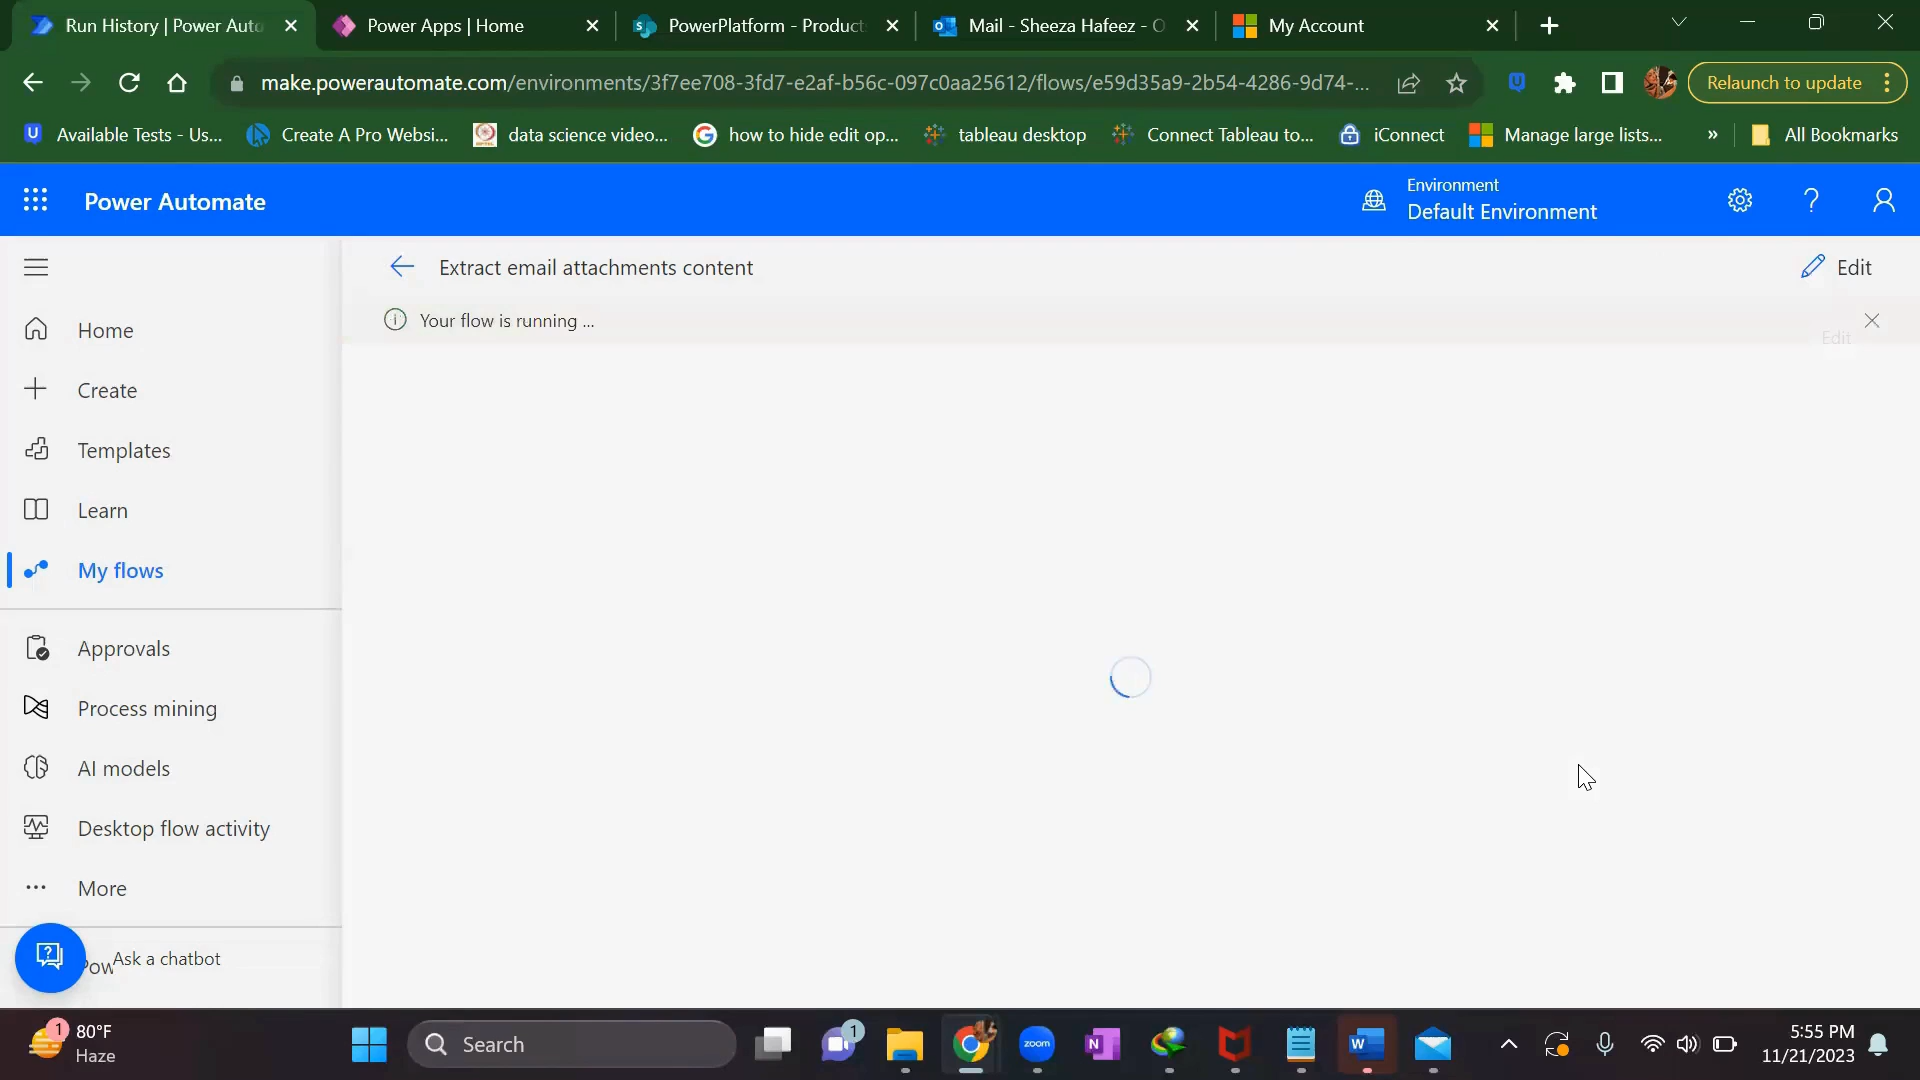 Run History | Power Auto
Power Apps | Home
PowerPlatform - Product
Mail - Sheeza Hafeez - O
My Account
make.powerautomate.com/environments/3f7ee708-3fd7-e2af-b56c-097c0aa25612/flows/e59d35a9-2b54-4286-9d74-...
Relaunch to update
Available Tests - Us...
Create A Pro Websi...
data science video...
how to hide edit op...
tableau desktop
Connect Tableau to...
iConnect
Manage large lists...
»
All Bookmarks
Power Automate
Environment
Default Environment
Extract email attachments content
Edit
Your flow is running ...
Edit
Home
Create
Templates
Learn
My flows
Approvals
Process mining
AI models
Desktop flow activity
More
Pow
Ask a chatbot
1
80°F
Haze
Search
1
zoom
5:55 PM
11/21/2023